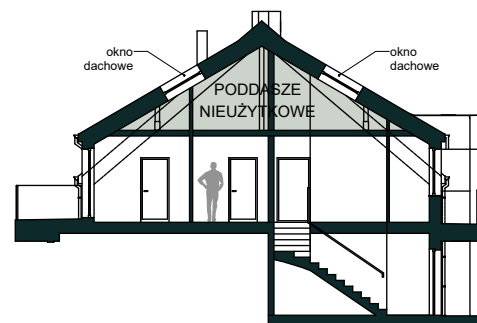 okno
dachowe
okno
dachowe
PODDASZE
NIEUŻYTKOWE